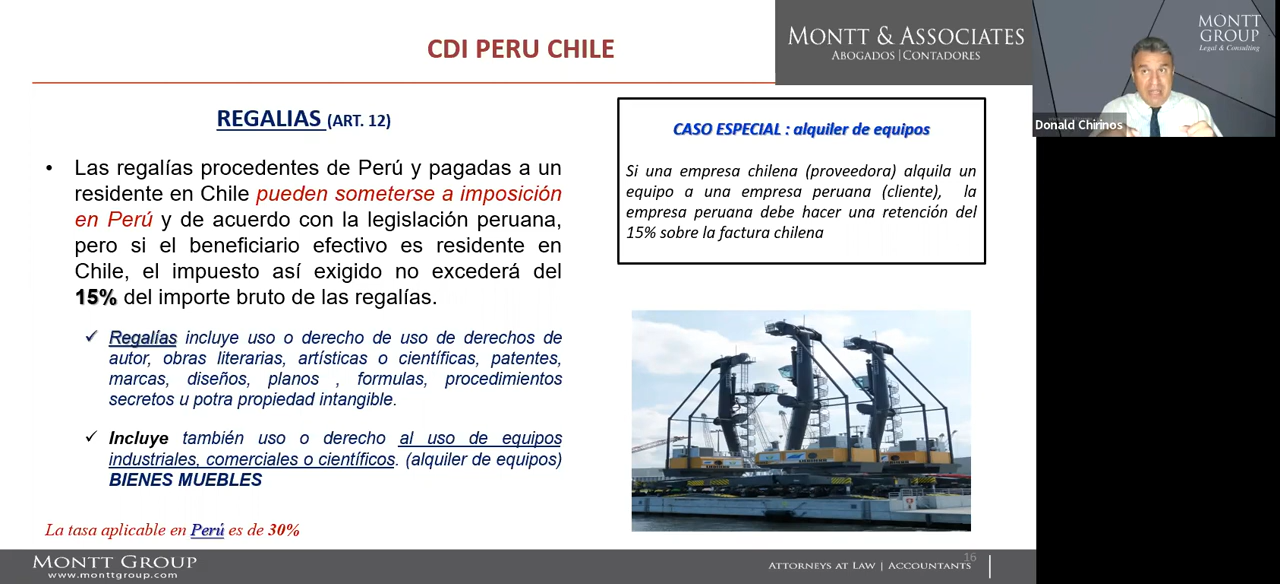 CDI PERU CHILE
MONTT & ASSOCIATES
ABOGADOS | CONTADORES
MONTT
GROUP
Legal & Consulting
Donald Chirinos
REGALIAS (ART. 12)
• Las regalías procedentes de Perú y pagadas a un
residente en Chile pueden someterse a imposición
en Perú y de acuerdo con la legislación peruana,
pero si el beneficiario efectivo es residente en
Chile, el impuesto así exigido no excederá del
15% del importe bruto de las regalías.
✓ Regalías incluye uso o derecho de uso de derechos de
autor, obras literarias, artísticas o científicas, patentes,
marcas, diseños, planos , formulas, procedimientos
secretos u potra propiedad intangible.
✓ Incluye también uso o derecho al uso de equipos
industriales, comerciales o científicos. (alquiler de equipos)
BIENES MUEBLES
La tasa aplicable en Perú es de 30%
CASO ESPECIAL : alquiler de equipos
Si una empresa chilena (proveedora) alquila un
equipo a una empresa peruana (cliente), la
empresa peruana debe hacer una retención del
15% sobre la factura chilena
MONTT GROUP
www.monttgroup.com
ATTORNEYS AT LAW | ACCOUNTANTS
16